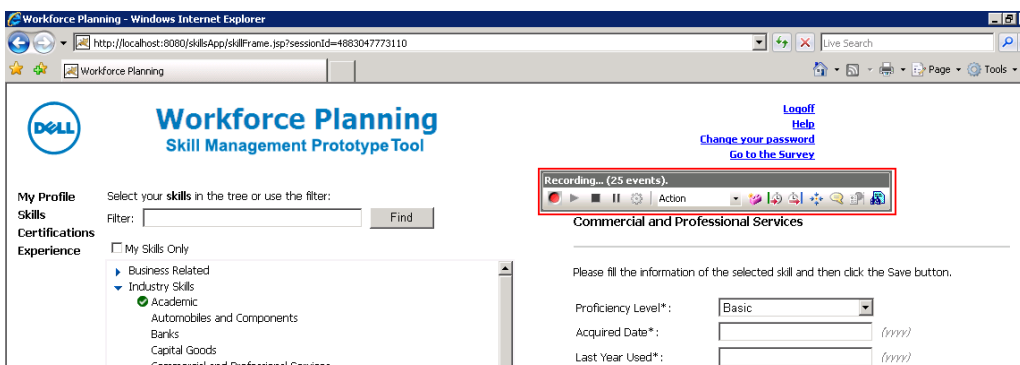 Workforce Planning - Windows Internet Explorer
http://localhost:8080/skillsApp/skillFrame.jsp?sessionId=4883047773110
Live Search
Workforce Planning
Page
Tools
DELL
Workforce Planning
Skill Management Prototype Tool
Logoff
Help
Change your password
Go to the Survey
My Profile
Skills
Certifications
Experience
Select your skills in the tree or use the filter:
Filter:
Find
My Skills Only
Business Related
Industry Skills
Academic
Automobiles and Components
Banks
Capital Goods
Commercial and Professional Services
Recording... (25 events).
Action
Commercial and Professional Services
Please fill the information of the selected skill and then click the Save button.
Proficiency Level*:
Basic
Acquired Date*:
(yyyy)
Last Year Used*:
(yyyy)